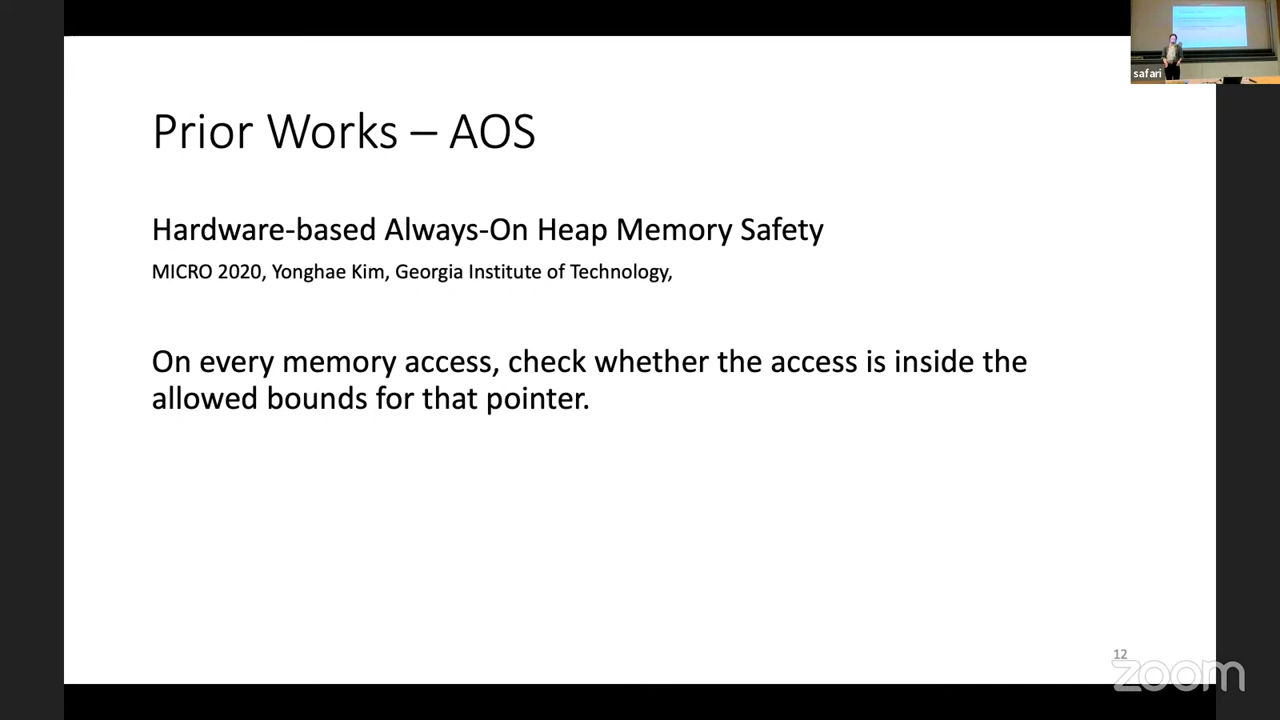 safari
Prior Works – AOS
Hardware-based Always-On Heap Memory Safety
MICRO 2020, Yonghae Kim, Georgia Institute of Technology,
On every memory access, check whether the access is inside the
allowed bounds for that pointer.
12
zoom